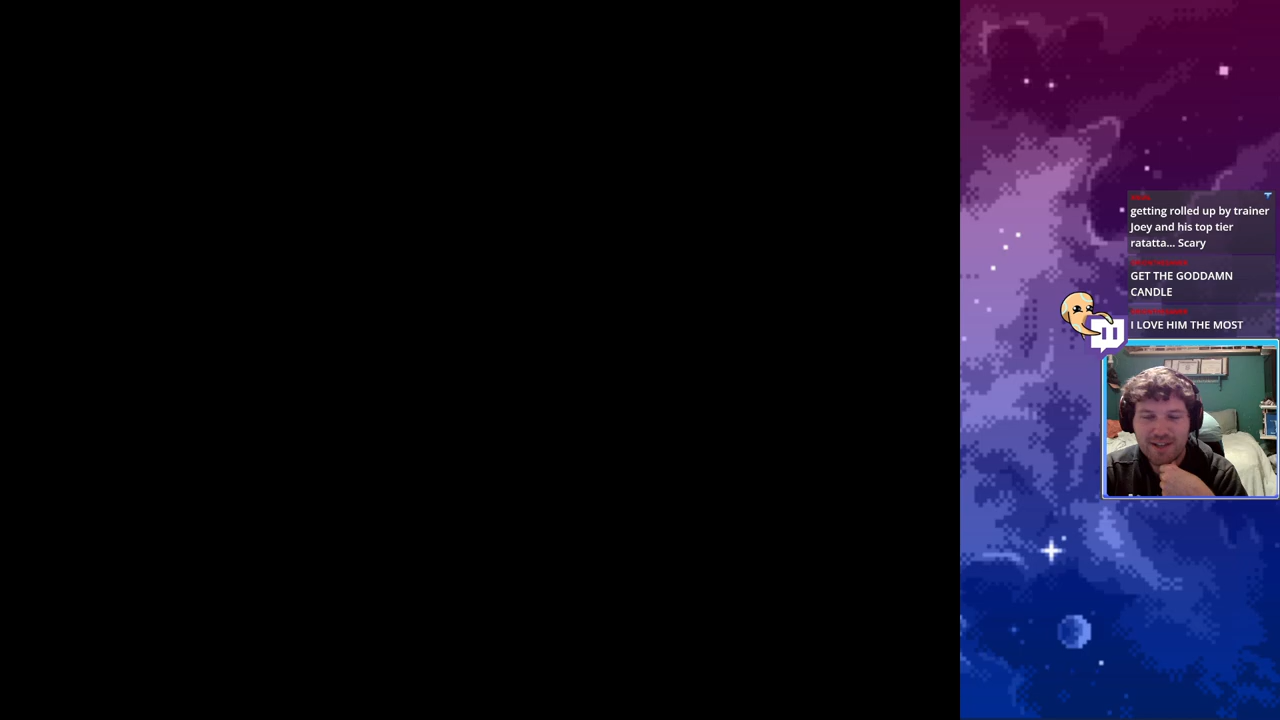 getting rolled up by trainer
Joey and his top tier
ratatta... Scary
GET THE GODDAMN
CANDLE
I LOVE HIM THE MOST